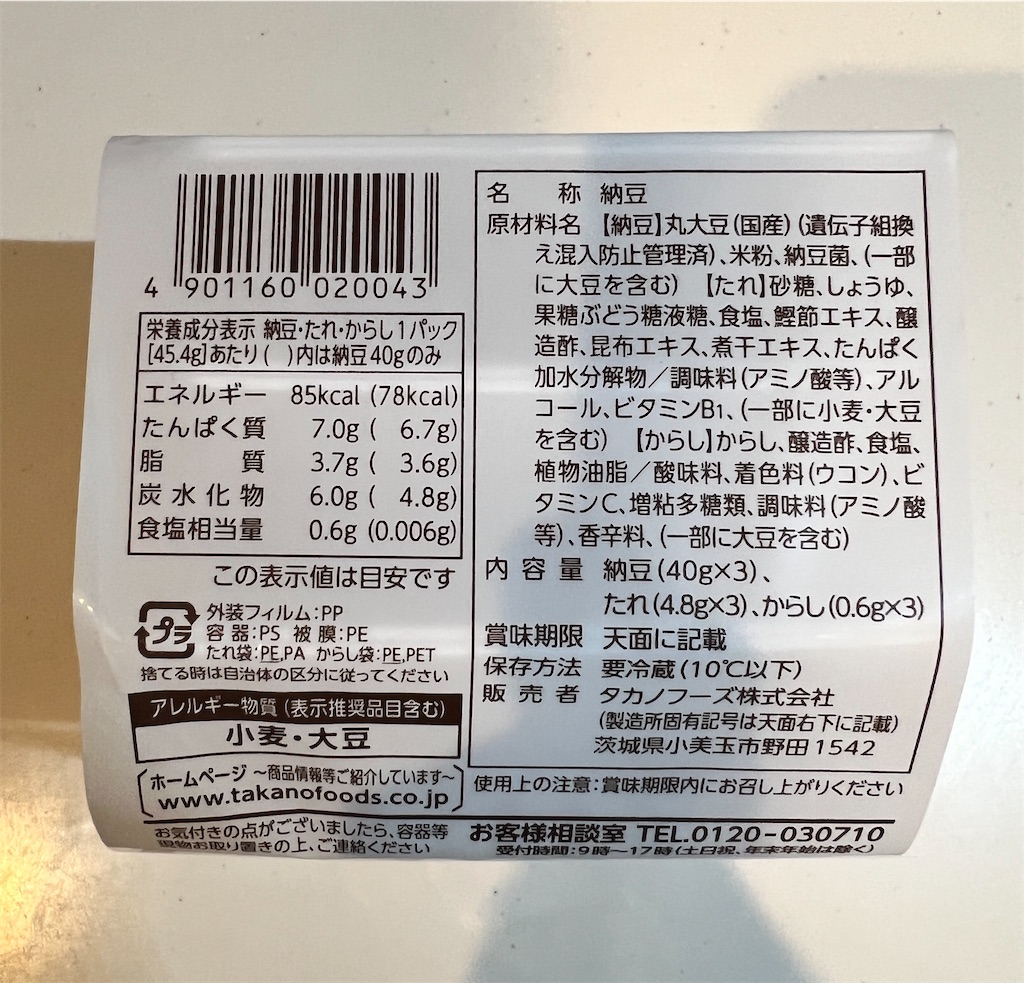 4 901160 020043
栄養成分表示 納豆・たれ・からし1パック
[45.4g]あたり( )内は納豆40gのみ
エネルギー 85kcal (78kcal)
たんぱく質 7.0g ( 6.7g)
脂質 3.7g ( 3.6g)
炭水化物 6.0g ( 4.8g)
食塩相当量 0.6g (0.006g)
この表示値は目安です
プラ
外装フィルム:PP
容器:PS 被膜:PE
たれ袋:PE,PA からし袋:PE,PET
捨てる時は自治体の区分に従ってください
アレルギー物質(表示推奨品目含む)
小麦・大豆
ホームページ ～商品情報等ご紹介しています～
www.takanofoods.co.jp
名称 納豆
原材料名 【納豆】丸大豆(国産)(遺伝子組換
え混入防止管理済)、米粉、納豆菌、(一部
に大豆を含む) 【たれ】砂糖、しょうゆ、
果糖ぶどう糖液糖、食塩、鰹節エキス、醸
造酢、昆布エキス、煮干エキス、たんぱく
加水分解物／調味料(アミノ酸等)、アル
コール、ビタミンB1、(一部に小麦・大豆
を含む) 【からし】からし、醸造酢、食塩、
植物油脂／酸味料、着色料(ウコン)、ビ
タミンC、増粘多糖類、調味料(アミノ酸
等)、香辛料、(一部に大豆を含む)
内容量 納豆(40g×3)、
たれ(4.8g×3)、からし(0.6g×3)
賞味期限 天面に記載
保存方法 要冷蔵(10℃以下)
販売者 タカノフーズ株式会社
(製造所固有記号は天面右下に記載)
茨城県小美玉市野田1542
使用上の注意:賞味期限内にお召し上がりください
お気付きの点がございましたら、容器等
現物お取り置きの上、ご連絡ください
お客様相談室 TEL.0120-030710
受付時間:9時～17時(土日祝、年末年始は除く)